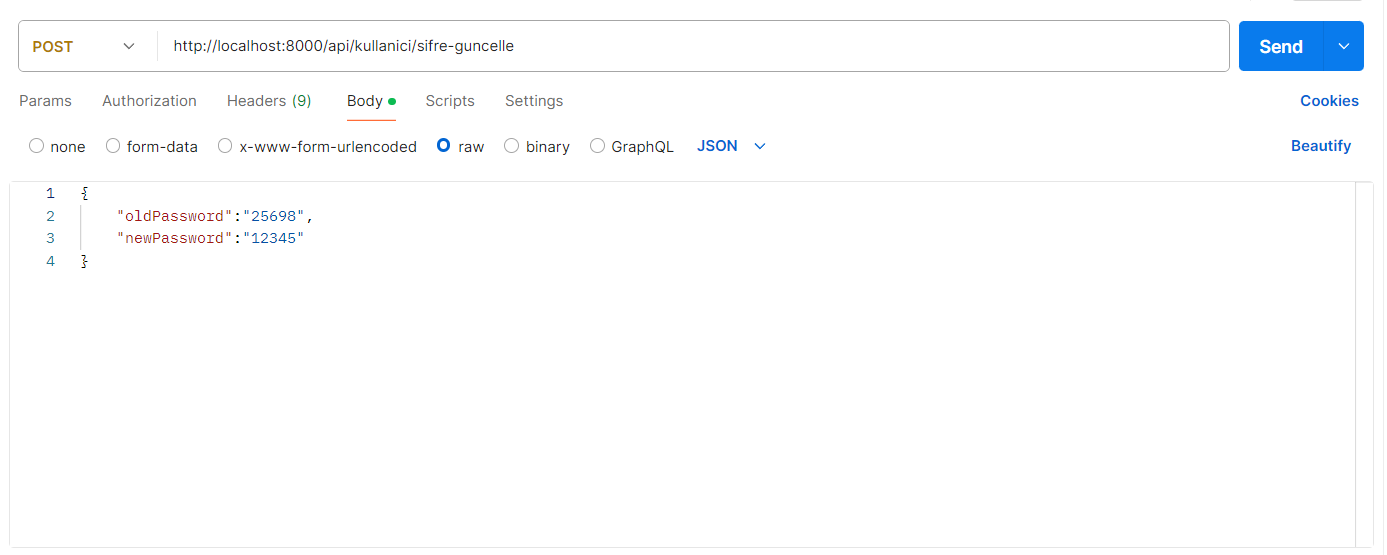 POST http://localhost:8000/api/kullanici/sifre-guncelle Send
Params Authorization Headers (9) Body Scripts Settings Cookies
none form-data x-www-form-urlencoded raw binary GraphQL JSON Beautify
1 {
2 "oldPassword":"25698",
3 "newPassword":"12345"
4 }